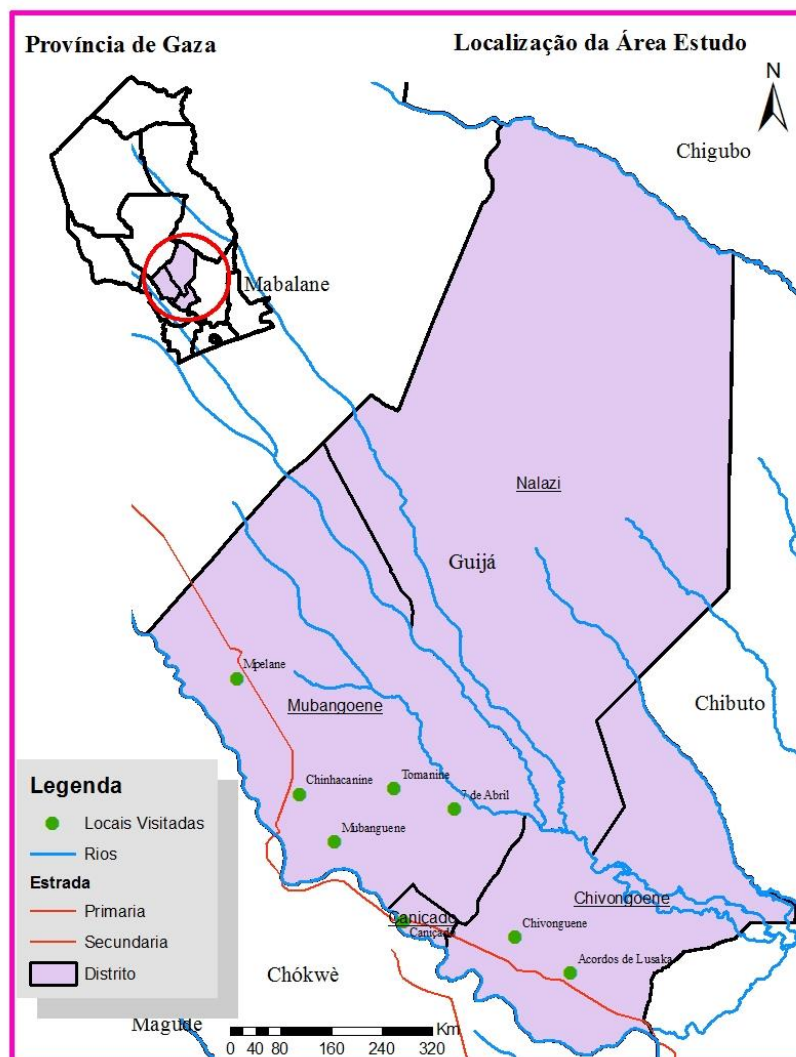 Província de Gaza
Localização da Área Estudo
N
Chigubo
Mabalane
Nalazi
Guijá
Mpelane
Mubangoene
Chibuto
Chinhacanine
Tomanine
7 de Abril
Mubanguene
Chivongoene
Caniçado
Caniçado
Chivonguene
Acordos de Lusaka
Chókwè
Magude
Legenda
Locais Visitadas
Rios
Estrada
Primaria
Secundaria
Distrito
Km
0 40 80 160 240 320